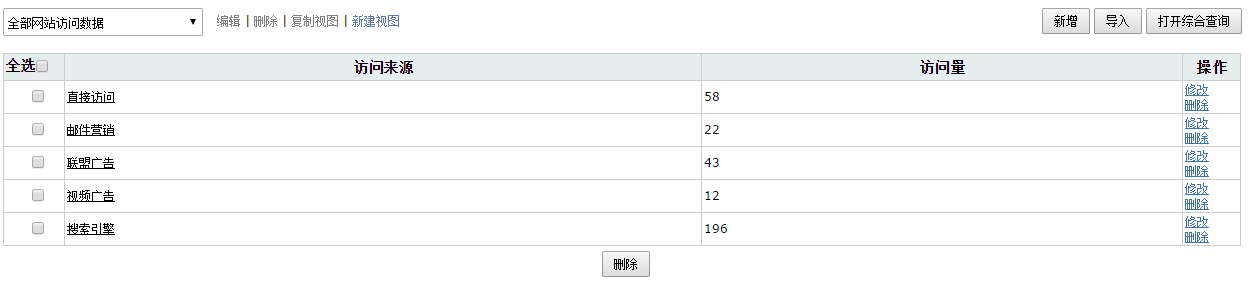 全部网站访问数据 编辑 | 删除 | 复制视图 | 新建视图 新增 导入 打开综合查询
全选 访问来源 访问量 操作
直接访问 58 修改
删除
邮件营销 22 修改
删除
联盟广告 43 修改
删除
视频广告 12 修改
删除
搜索引擎 196 修改
删除
删除